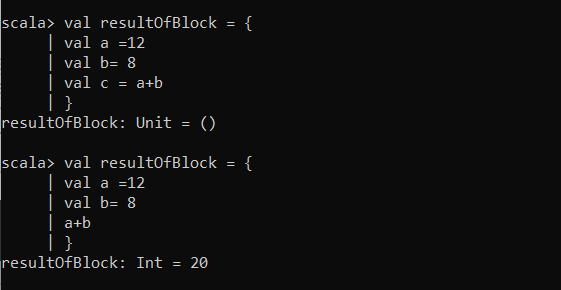 scala> val resultOfBlock = {
     | val a =12
     | val b= 8
     | val c = a+b
     | }
resultOfBlock: Unit = ()
scala> val resultOfBlock = {
     | val a =12
     | val b= 8
     | a+b
     | }
resultOfBlock: Int = 20